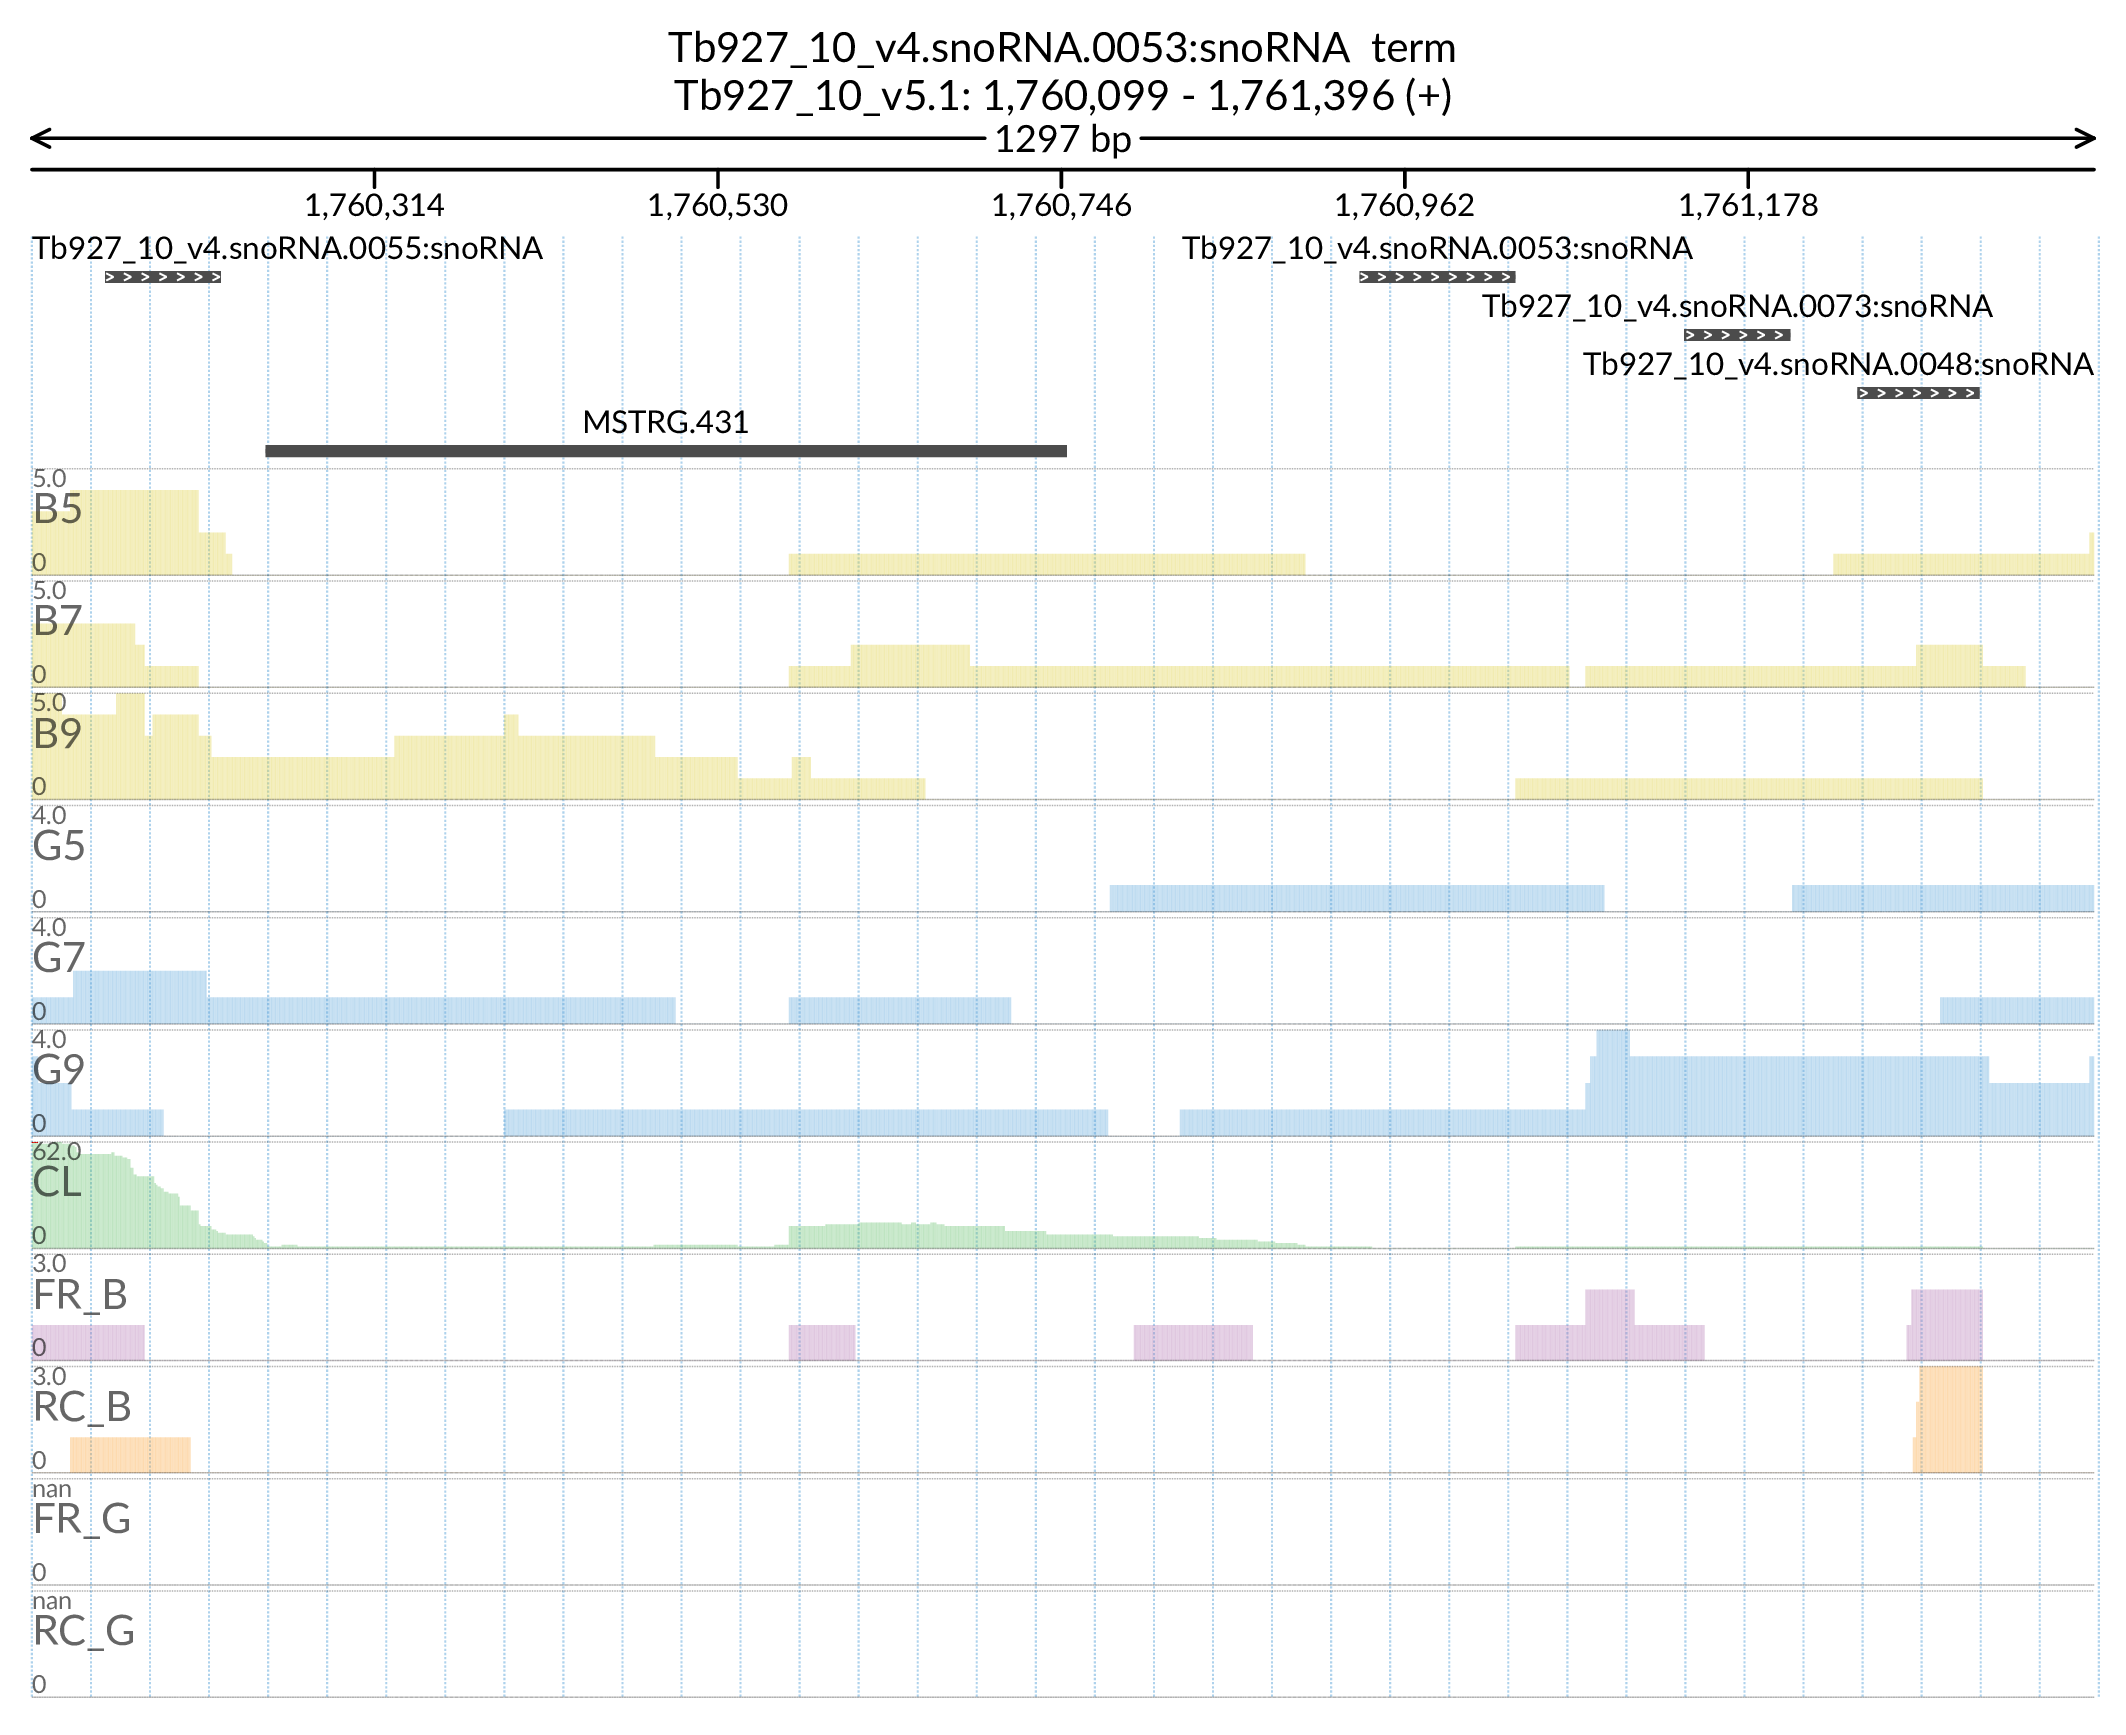 Tb927_10_v4.snoRNA.0053:snoRNA term
Tb927_10_v5.1: 1,760,099 - 1,761,396 (+)
1297 bp
1,760,314 1,760,530 1,760,746 1,760,962 1,761,178
Tb927_10_v4.snoRNA.0055:snoRNA Tb927_10_v4.snoRNA.0053:snoRNA
Tb927_10_v4.snoRNA.0073:snoRNA
Tb927_10_v4.snoRNA.0048:snoRNA
MSTRG.431
5.0
B5
0
5.0
B7
0
5.0
B9
0
4.0
G5
0
4.0
G7
0
4.0
G9
0
62.0
CL
0
3.0
FR_B
0
3.0
RC_B
0
nan
FR_G
0
nan
RC_G
0